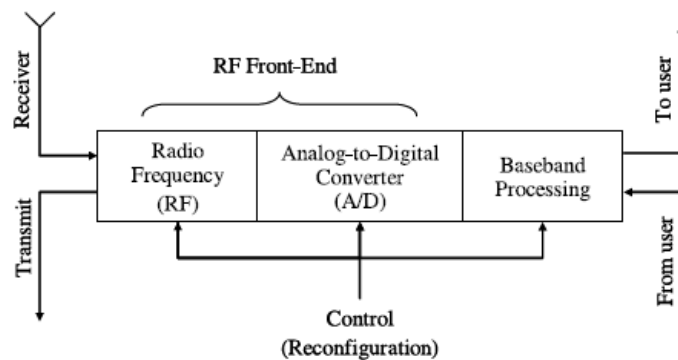 RF Front-End
Receiver
To user
Radio
Frequency
(RF)
Analog-to-Digital
Converter
(A/D)
Baseband
Processing
Transmit
From user
Control
(Reconfiguration)